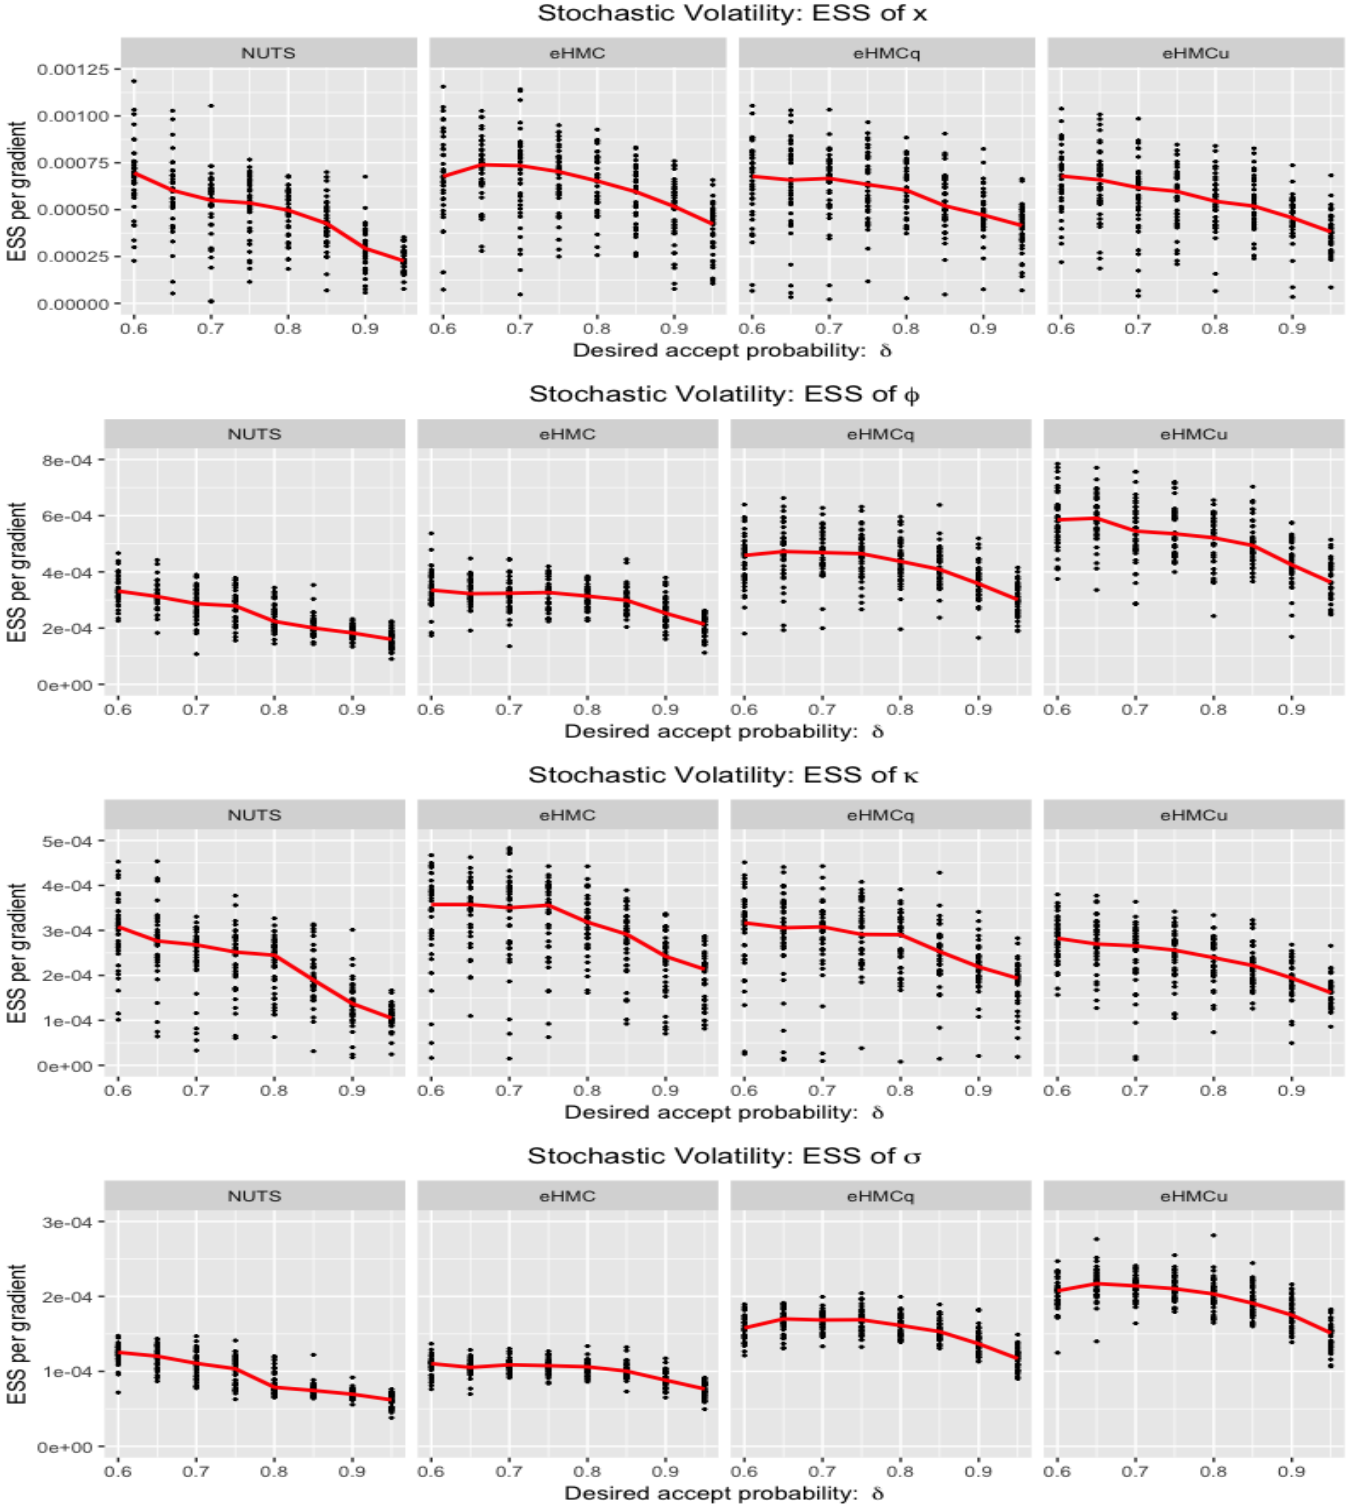 Stochastic Volatility: ESS of x
NUTS eHMC eHMCq eHMCu
ESS per gradient
0.00125
0.00100
0.00075
0.00050
0.00025
0.00000
0.6 0.7 0.8 0.9 0.6 0.7 0.8 0.9 0.6 0.7 0.8 0.9 0.6 0.7 0.8 0.9
Desired accept probability: δ
Stochastic Volatility: ESS of ϕ
NUTS eHMC eHMCq eHMCu
ESS per gradient
8e-04
6e-04
4e-04
2e-04
0e+00
0.6 0.7 0.8 0.9 0.6 0.7 0.8 0.9 0.6 0.7 0.8 0.9 0.6 0.7 0.8 0.9
Desired accept probability: δ
Stochastic Volatility: ESS of κ
NUTS eHMC eHMCq eHMCu
ESS per gradient
5e-04
4e-04
3e-04
2e-04
1e-04
0e+00
0.6 0.7 0.8 0.9 0.6 0.7 0.8 0.9 0.6 0.7 0.8 0.9 0.6 0.7 0.8 0.9
Desired accept probability: δ
Stochastic Volatility: ESS of σ
NUTS eHMC eHMCq eHMCu
ESS per gradient
3e-04
2e-04
1e-04
0e+00
0.6 0.7 0.8 0.9 0.6 0.7 0.8 0.9 0.6 0.7 0.8 0.9 0.6 0.7 0.8 0.9
Desired accept probability: δ